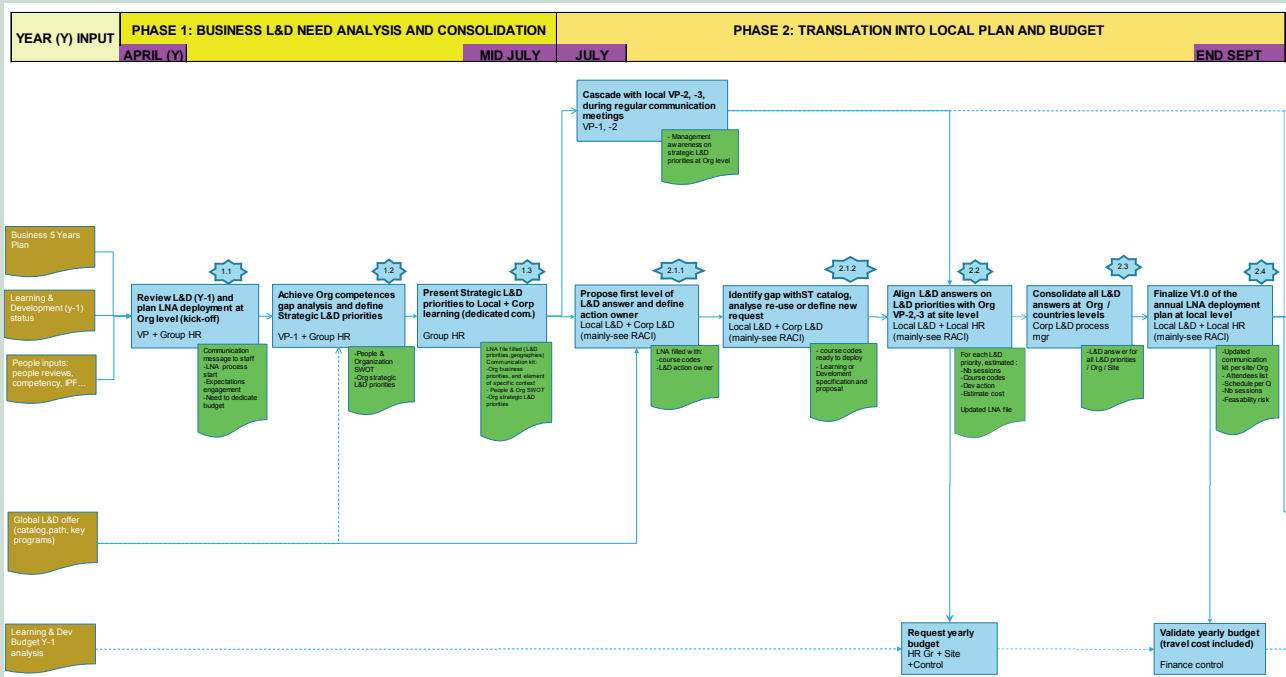 YEAR (Y) INPUT
PHASE 1: BUSINESS L&D NEED ANALYSIS AND CONSOLIDATION
PHASE 2: TRANSLATION INTO LOCAL PLAN AND BUDGET
APRIL (Y)
MID JULY
JULY
END SEPT
Cascade with local VP-2, -3,
during regular communication
meetings
VP-1, -2
- Management
awareness on
strategic L&D
priorities at Org level
Business 5 Years
Plan
Learning &
Development (y-1)
status
People inputs:
people reviews,
competency, IPF...
1.1
Review L&D (Y-1) and
plan LNA deployment at
Org level (kick-off)
VP + Group HR
Communication
message to staff
-LNA process
start
-Expectations
engagement
-Need to dedicate
budget
1.2
Achieve Org competences
gap analysis and define
Strategic L&D priorities
VP-1 + Group HR
-People &
Organization
SWOT
-Org strategic
L&D priorities
1.3
Present Strategic L&D
priorities to Local + Corp
learning (dedicated com.)
Group HR
LNA file filled (L&D
priorities,geographies)
Communication kit:
-Org business
priorities, and element
of specific context
- People & Org SWOT
-Org strategic L&D
priorities
2.1.1
Propose first level of
L&D answer and define
action owner
Local L&D + Corp L&D
(mainly-see RACI)
LNA filled with:
-course codes
-L&D action owner
2.1.2
Identify gap withST catalog,
analyse re-use or define new
request
Local L&D + Corp L&D
(mainly-see RACI)
- course codes
ready to deploy
- Learning or
Develoment
specification and
proposal
2.2
Align L&D answers on
L&D priorities with Org
VP-2,-3 at site level
Local L&D + Local HR
(mainly-see RACI)
For each L&D
priority, estimated :
-Nb sessions
-Course codes
-Dev action
-Estimate cost
Updated LNA file
2.3
Consolidate all L&D
answers at Org /
countries levels
Corp L&D process
mgr
-L&D answer for
all L&D priorities
/ Org / Site
2.4
Finalize V1.0 of the
annual LNA deployment
plan at local level
Local L&D + Local HR
(mainly-see RACI)
-Updated
communication
kit per site/ Org
- Attendees list
-Schedule per Q
-Nb sessions
-Feasability risk
Global L&D offer
(catalog,path, key
programs)
Learning & Dev
Budget Y-1
analysis
Request yearly
budget
HR Gr + Site
+Control
Validate yearly budget
(travel cost included)
Finance control